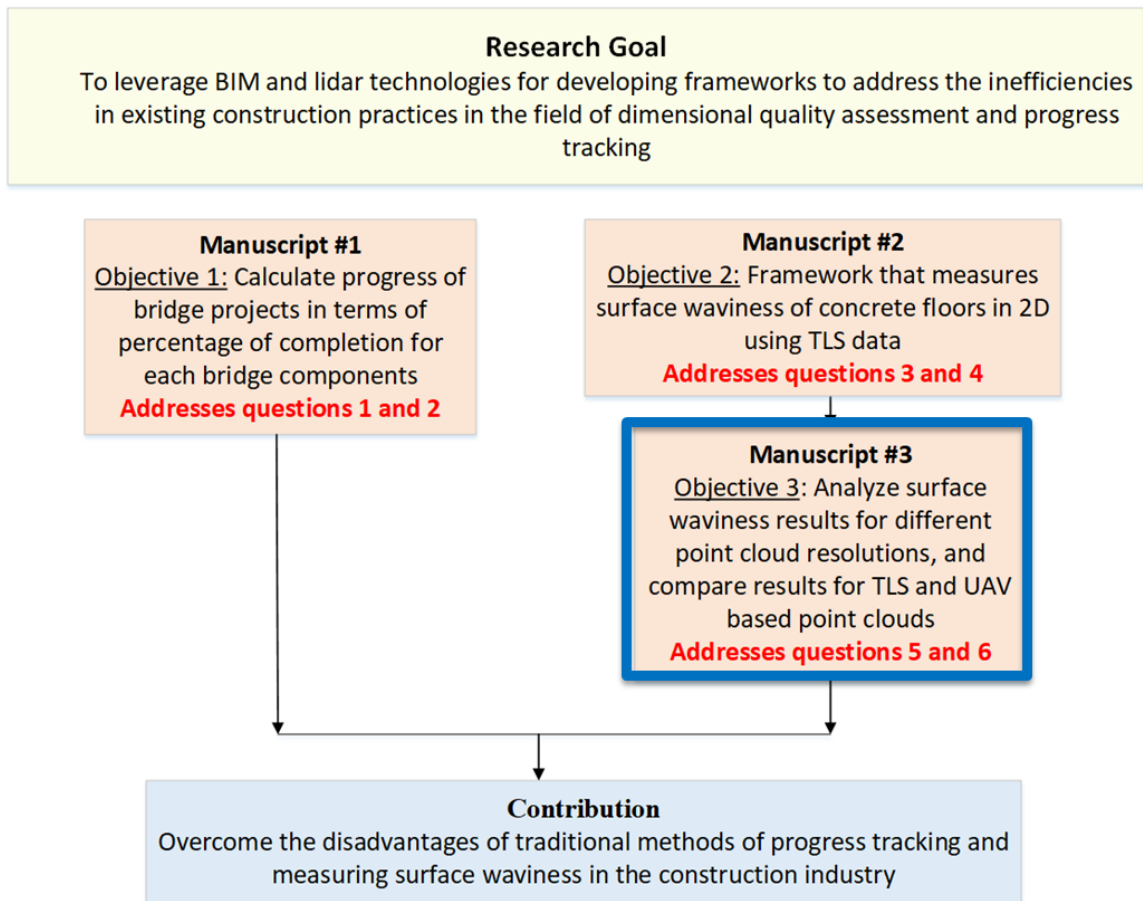 Research Goal
To leverage BIM and lidar technologies for developing frameworks to address the inefficiencies
in existing construction practices in the field of dimensional quality assessment and progress
tracking
Manuscript #1
Objective 1: Calculate progress of
bridge projects in terms of
percentage of completion for
each bridge components
Addresses questions 1 and 2
Manuscript #2
Objective 2: Framework that measures
surface waviness of concrete floors in 2D
using TLS data
Addresses questions 3 and 4
Manuscript #3
Objective 3: Analyze surface
waviness results for different
point cloud resolutions, and
compare results for TLS and UAV
based point clouds
Addresses questions 5 and 6
Contribution
Overcome the disadvantages of traditional methods of progress tracking and
measuring surface waviness in the construction industry